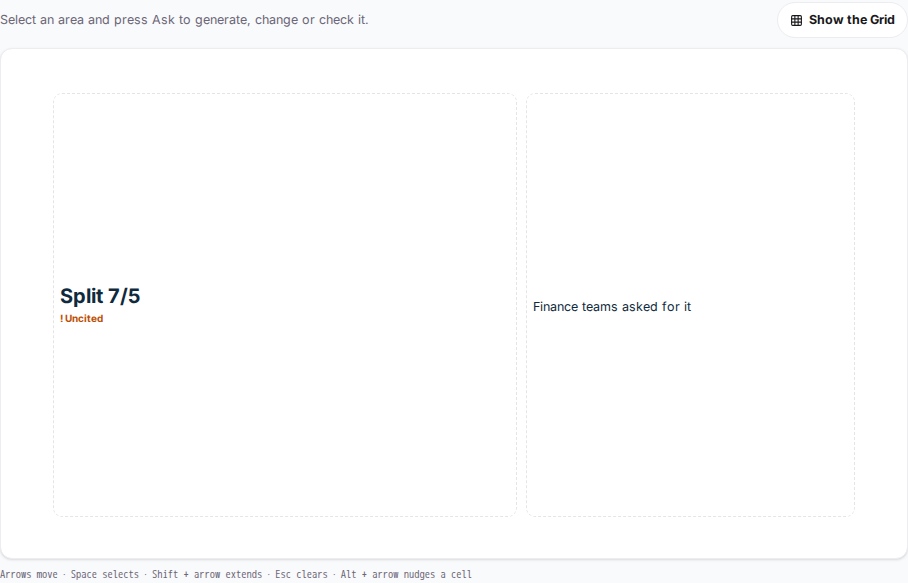 Select an area and press Ask to generate, change or check it.
Show the Grid
Split 7/5
! Uncited
Finance teams asked for it
Arrows move · Space selects · Shift + arrow extends · Esc clears · Alt + arrow nudges a cell